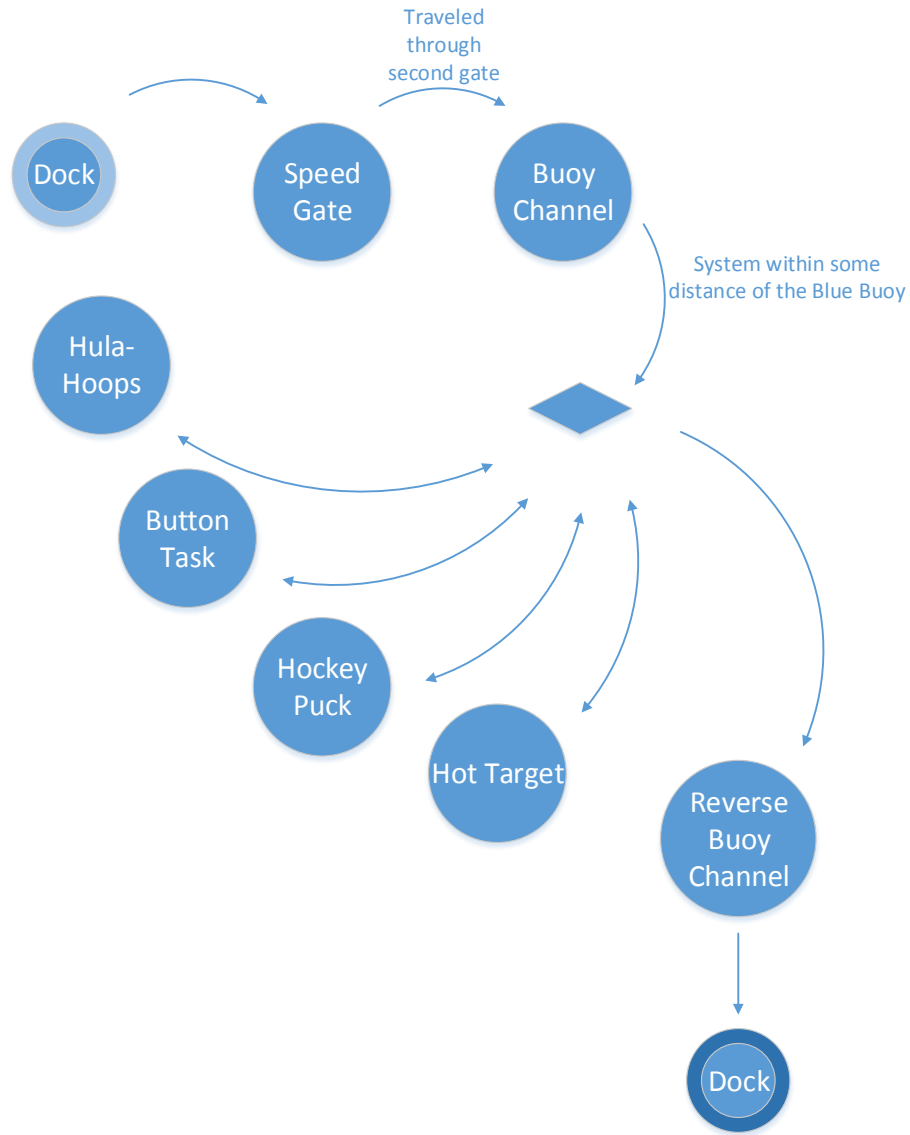 Traveled
through
second gate
Dock
Speed
Gate
Buoy
Channel
System within some
distance of the Blue Buoy
Hula-
Hoops
Button
Task
Hockey
Puck
Hot Target
Reverse
Buoy
Channel
Dock